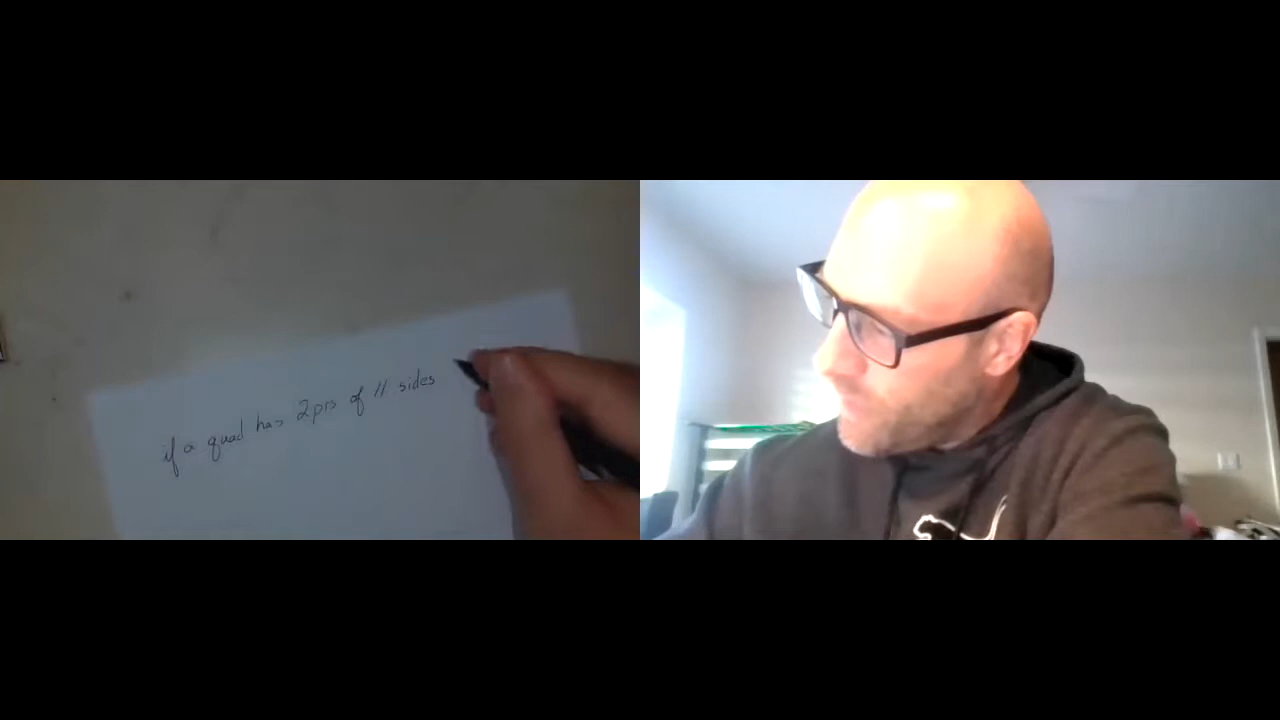 if a quad has 2prs of // sides